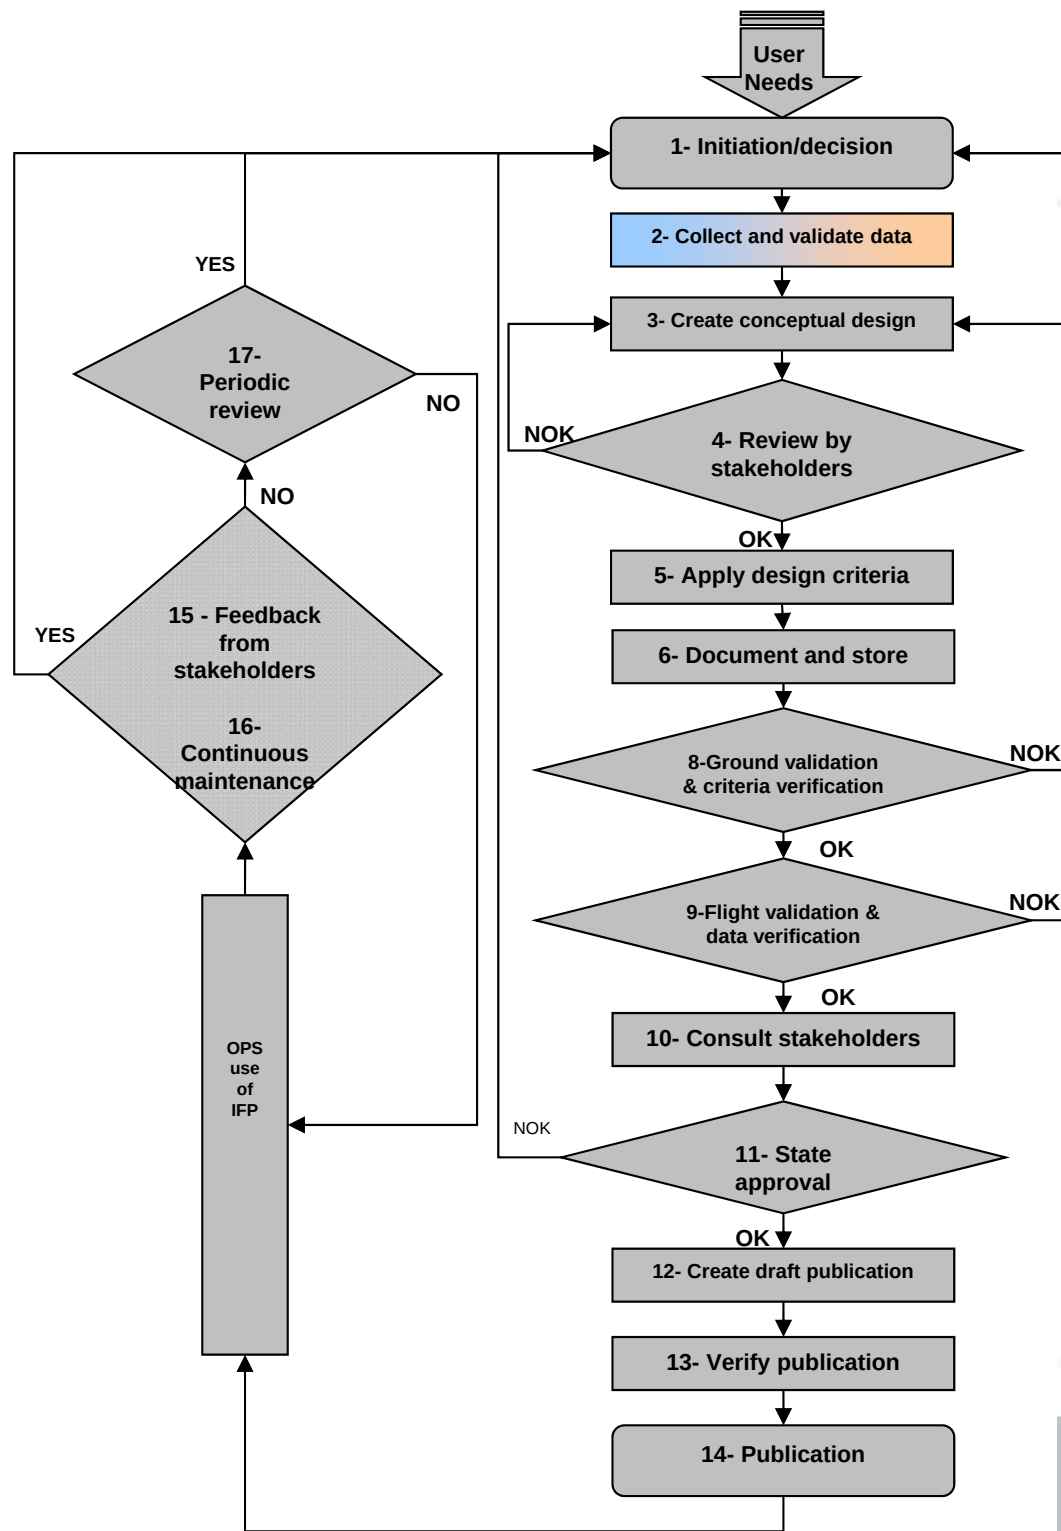 User
Needs
1- Initiation/decision
2- Collect and validate data
YES
3- Create conceptual design
17-
Periodic
review
NO
NOK
4- Review by
stakeholders
NO
OK
5- Apply design criteria
15 - Feedback
from
stakeholders
YES
6- Document and store
16-
Continuous
maintenance
8-Ground validation
& criteria verification
NOK
OK
9-Flight validation &
data verification
NOK
OK
10- Consult stakeholders
OPS
use
of
IFP
NOK
11- State
approval
OK
12- Create draft publication
13- Verify publication
14- Publication